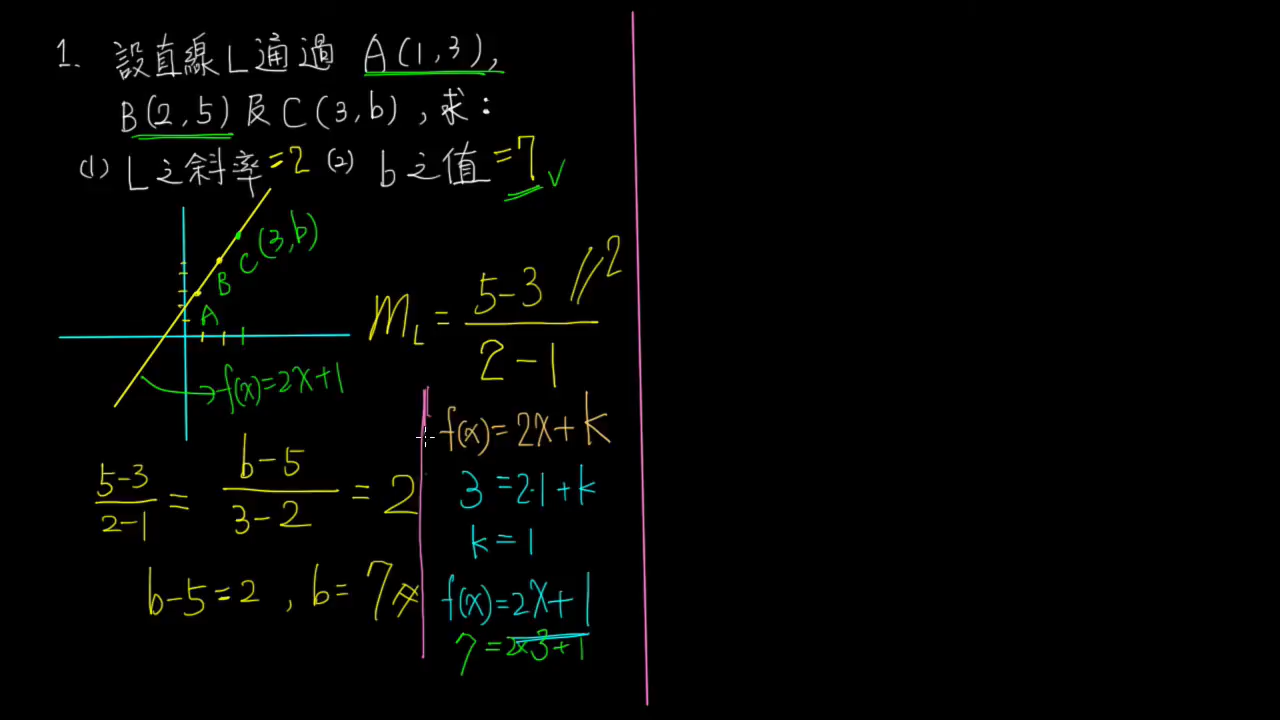 1. 設直線L通過 A(1,3),
B(2,5)及C(3,b),求:
(1) L之斜率=2 (2) b之值=7
C(3,b)
B
A
f(x)=2x+1
m_L = (5-3)/(2-1) //2
(5-3)/(2-1) = (b-5)/(3-2) = 2
b-5=2, b=7
f(x)=2x+k
3=2·1+k
k=1
f(x)=2x+1
7=2×3+1